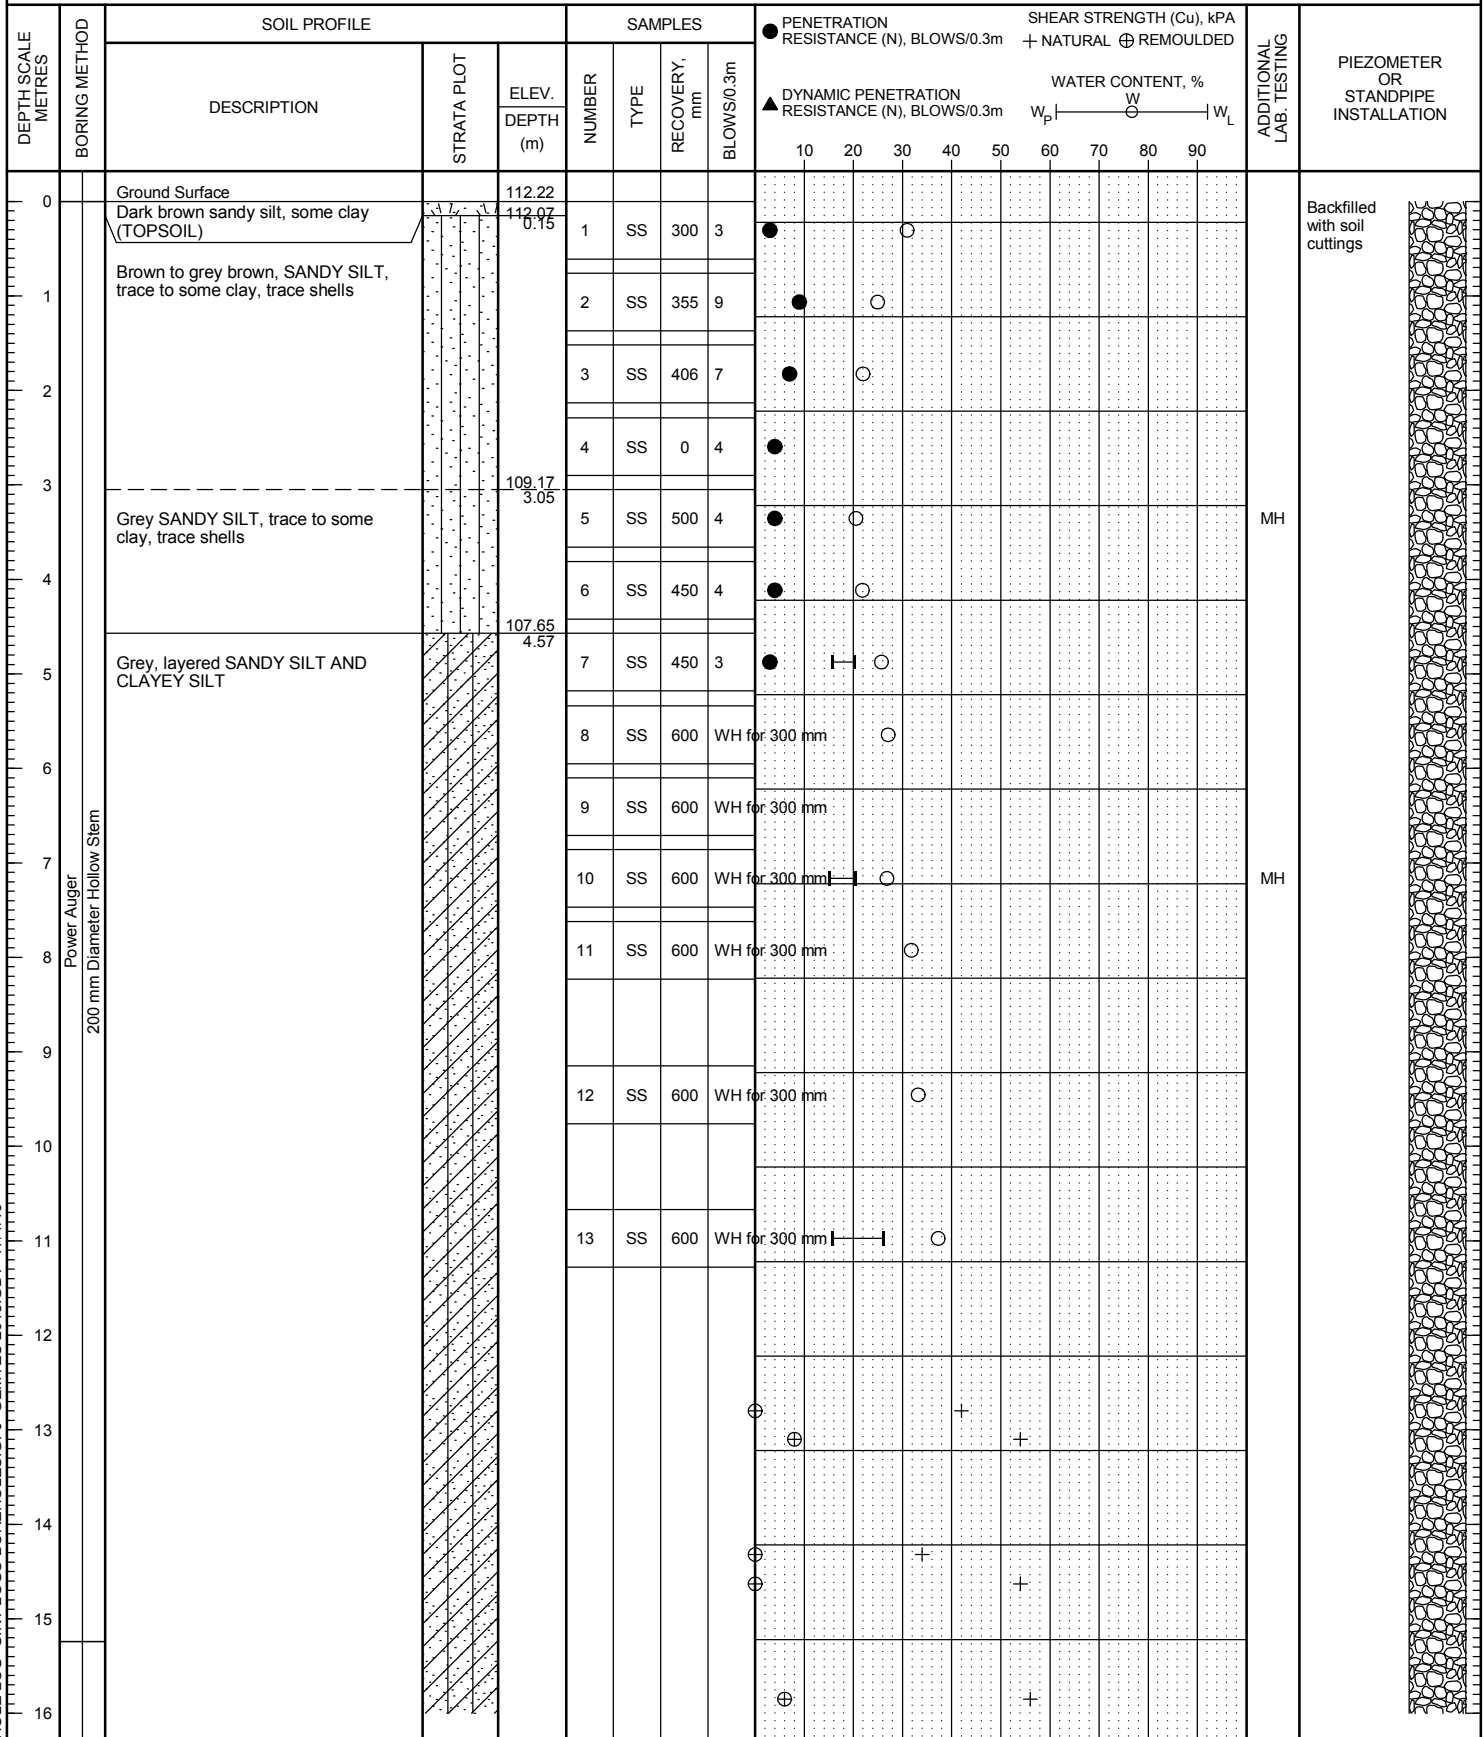 DEPTH SCALE
METRES
BORING METHOD
SOIL PROFILE
DESCRIPTION
STRATA PLOT
ELEV.
DEPTH
(m)
SAMPLES
NUMBER
TYPE
RECOVERY,
mm
BLOWS/0.3m
PENETRATION
RESISTANCE (N), BLOWS/0.3m
DYNAMIC PENETRATION
RESISTANCE (N), BLOWS/0.3m
SHEAR STRENGTH (Cu), kPA
+ NATURAL ⊕ REMOULDED
WATER CONTENT, %
WP W WL
10 20 30 40 50 60 70 80 90
ADDITIONAL
LAB. TESTING
PIEZOMETER
OR
STANDPIPE
INSTALLATION
0
1
2
3
4
5
6
7
8
9
10
11
12
13
14
15
16
Power Auger
200 mm Diameter Hollow Stem
Ground Surface 112.22
Dark brown sandy silt, some clay
(TOPSOIL)
112.07
0.15
Brown to grey brown, SANDY SILT,
trace to some clay, trace shells
109.17
3.05
Grey SANDY SILT, trace to some
clay, trace shells
107.65
4.57
Grey, layered SANDY SILT AND
CLAYEY SILT
1 SS 300 3
2 SS 355 9
3 SS 406 7
4 SS 0 4
5 SS 500 4
6 SS 450 4
7 SS 450 3
8 SS 600 WH for 300 mm
9 SS 600 WH for 300 mm
10 SS 600 WH for 300 mm
11 SS 600 WH for 300 mm
12 SS 600 WH for 300 mm
13 SS 600 WH for 300 mm
MH
MH
Backfilled
with soil
cuttings